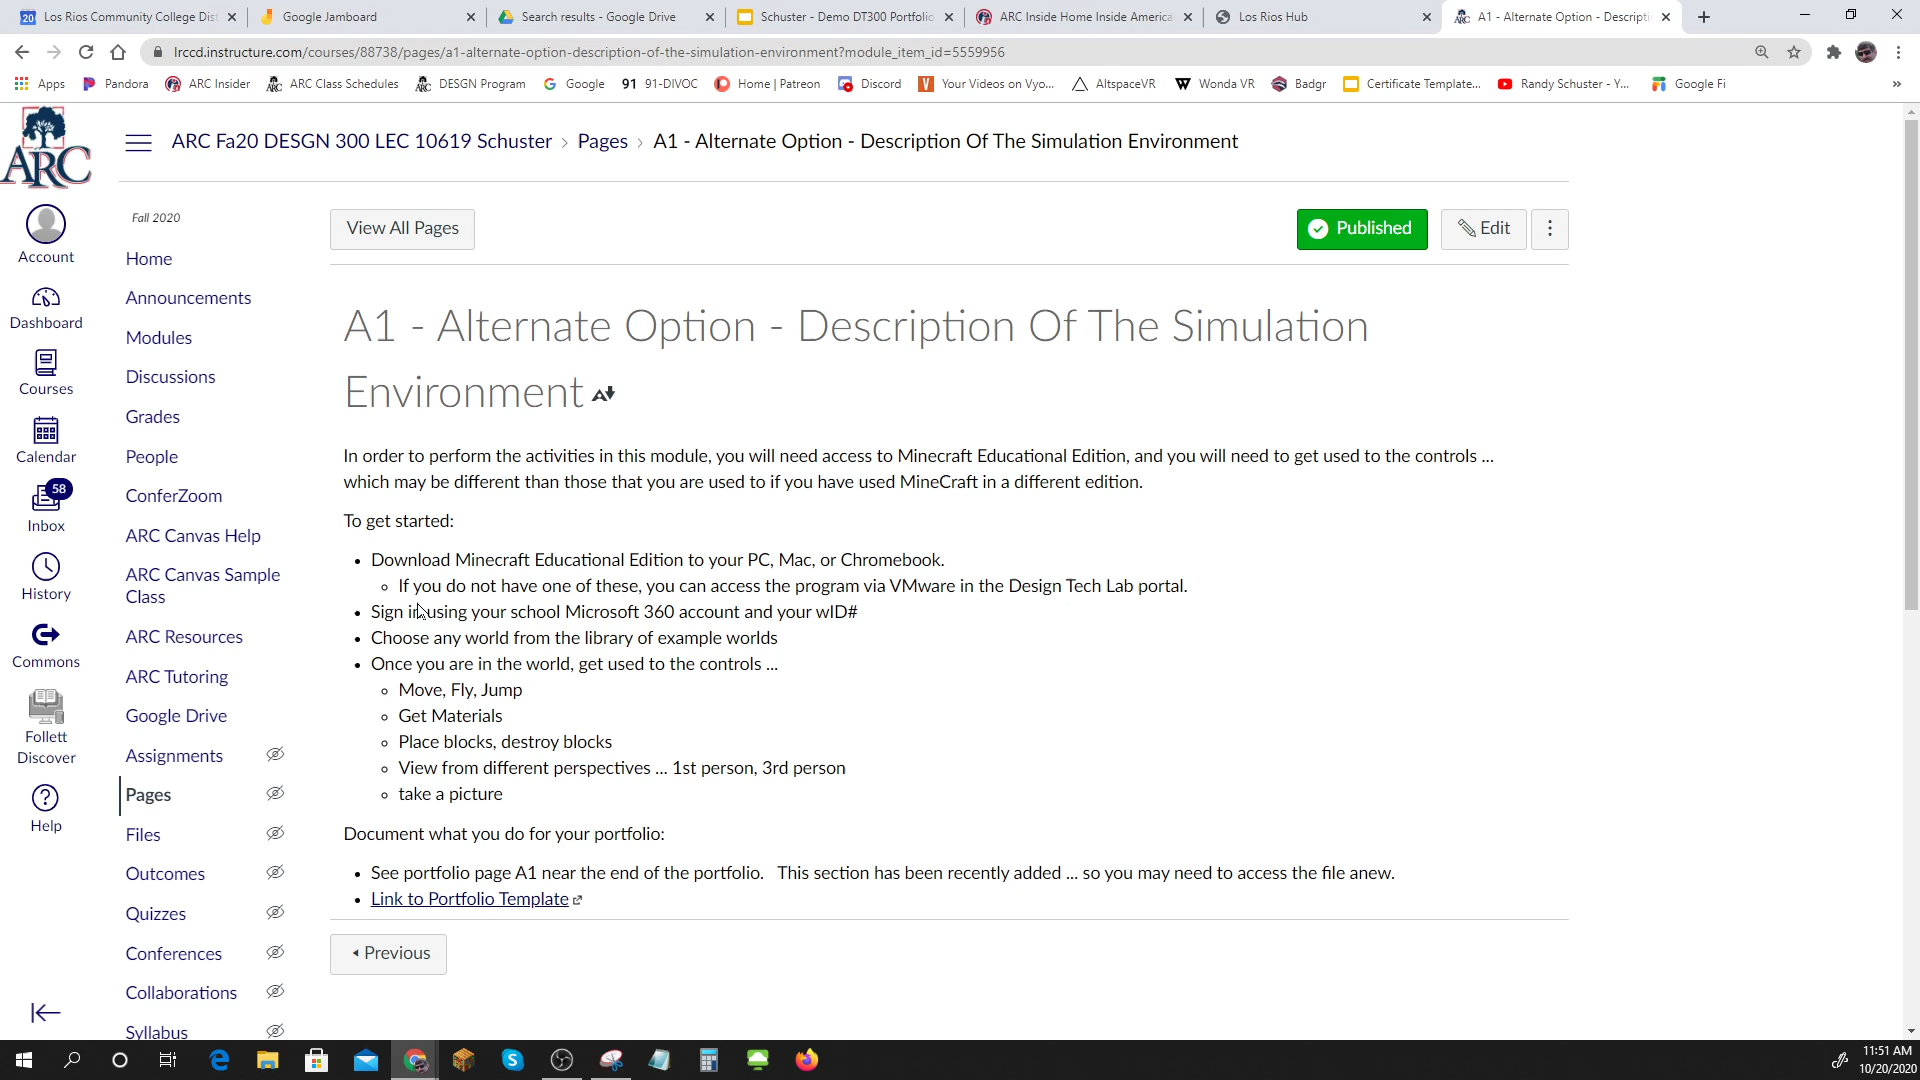 Los Rios Community College Dist
Google Jamboard
Search results - Google Drive
Schuster - Demo DT300 Portfolio
ARC Inside Home Inside America
Los Rios Hub
A1 - Alternate Option - Descripti
lrccd.instructure.com/courses/88738/pages/a1-alternate-option-description-of-the-simulation-environment?module_item_id=5559956
Apps
Pandora
ARC Insider
ARC Class Schedules
DESGN Program
Google
91 91-DIVOC
Home | Patreon
Discord
Your Videos on Vyo...
AltspaceVR
Wonda VR
Badgr
Certificate Template...
Randy Schuster - Y...
Google Fi
»
ARC
ARC Fa20 DESGN 300 LEC 10619 Schuster › Pages › A1 - Alternate Option - Description Of The Simulation Environment
Account
Dashboard
Courses
Calendar
58
Inbox
History
Commons
Follett
Discover
Help
Fall 2020
Home
Announcements
Modules
Discussions
Grades
People
ConferZoom
ARC Canvas Help
ARC Canvas Sample
Class
ARC Resources
ARC Tutoring
Google Drive
Assignments
Pages
Files
Outcomes
Quizzes
Conferences
Collaborations
Syllabus
View All Pages
Published
Edit
A1 - Alternate Option - Description Of The Simulation
Environment
In order to perform the activities in this module, you will need access to Minecraft Educational Edition, and you will need to get used to the controls ...
which may be different than those that you are used to if you have used MineCraft in a different edition.
To get started:
• Download Minecraft Educational Edition to your PC, Mac, or Chromebook.
◦ If you do not have one of these, you can access the program via VMware in the Design Tech Lab portal.
• Sign in using your school Microsoft 360 account and your wID#
• Choose any world from the library of example worlds
• Once you are in the world, get used to the controls ...
◦ Move, Fly, Jump
◦ Get Materials
◦ Place blocks, destroy blocks
◦ View from different perspectives ... 1st person, 3rd person
◦ take a picture
Document what you do for your portfolio:
• See portfolio page A1 near the end of the portfolio. This section has been recently added ... so you may need to access the file anew.
• Link to Portfolio Template
Previous
11:51 AM
10/20/2020